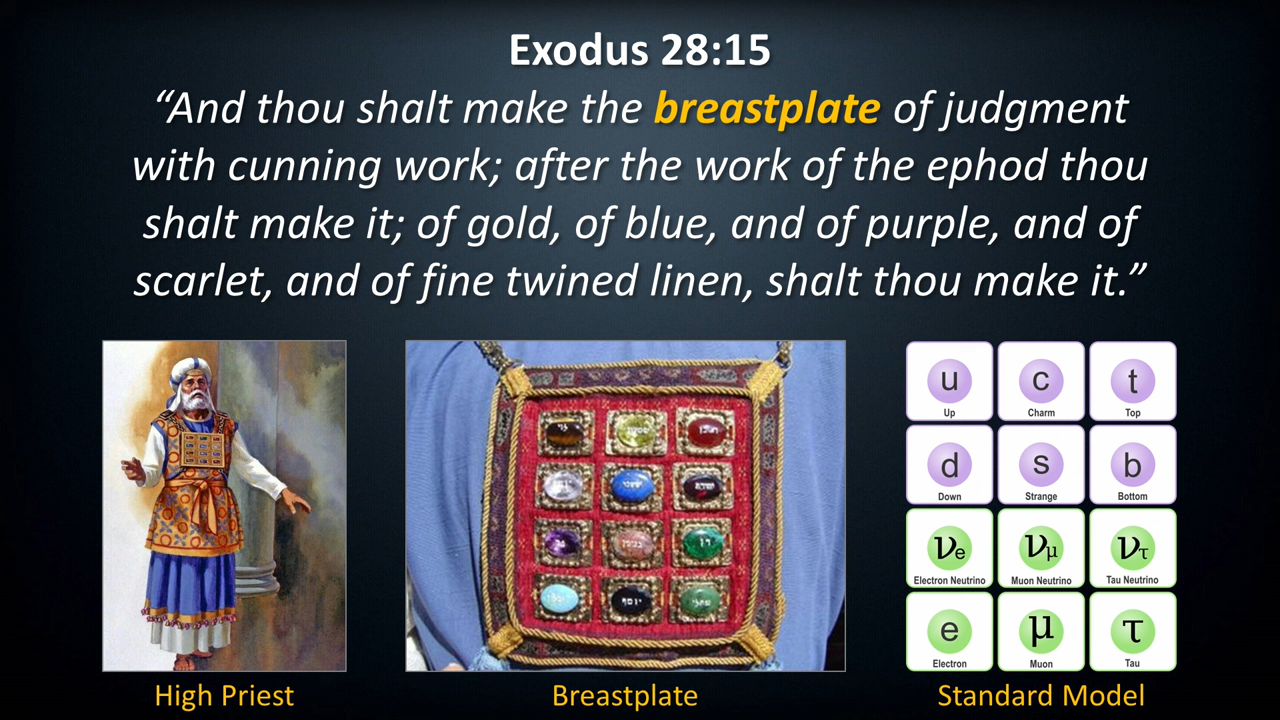 Exodus 28:15
“And thou shalt make the breastplate of judgment
with cunning work; after the work of the ephod thou
shalt make it; of gold, of blue, and of purple, and of
scarlet, and of fine twined linen, shalt thou make it.”
u c t
Up Charm Top
d s b
Down Strange Bottom
νe νμ ντ
Electron Neutrino Muon Neutrino Tau Neutrino
e μ τ
Electron Muon Tau
High Priest Breastplate Standard Model